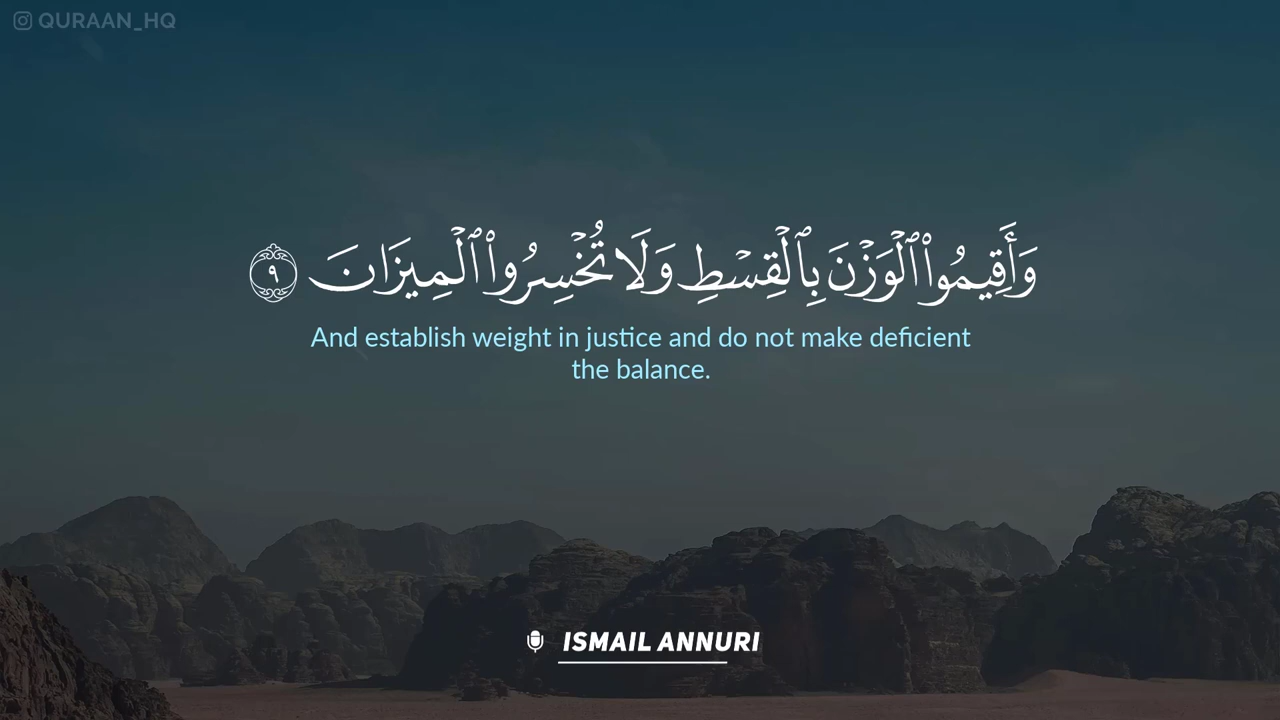 QURAAN_HQ
وَأَقِيمُوا۟ ٱلْوَزْنَ بِٱلْقِسْطِ وَلَا تُخْسِرُوا۟ ٱلْمِيزَانَ ٩
And establish weight in justice and do not make deficient
the balance.
ISMAIL ANNURI